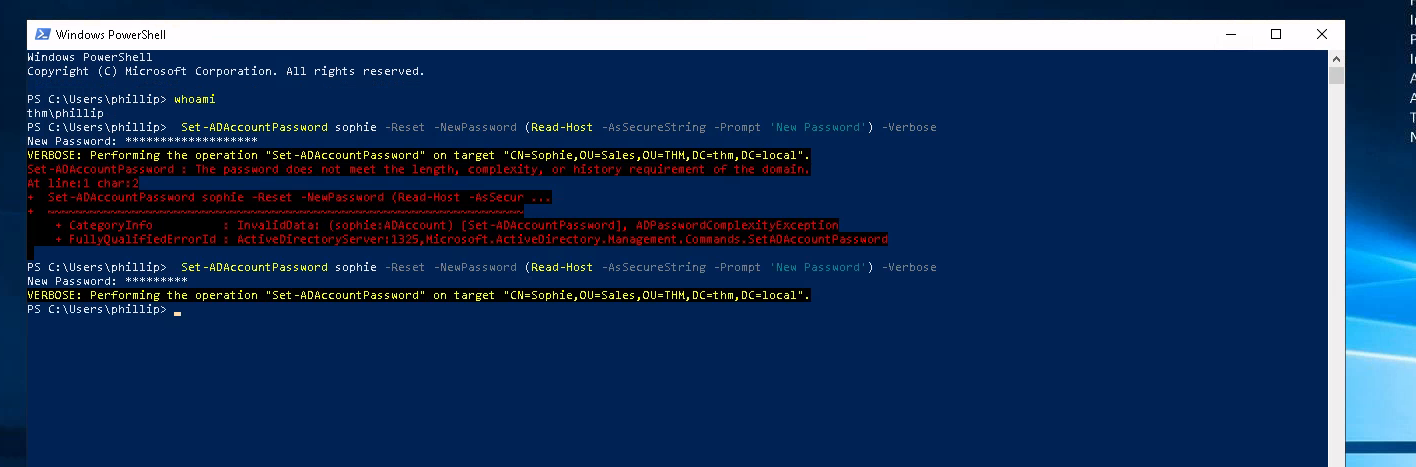 Windows PowerShell
Windows PowerShell
Copyright (C) Microsoft Corporation. All rights reserved.
PS C:\Users\phillip> whoami
thm\phillip
PS C:\Users\phillip>  Set-ADAccountPassword sophie -Reset -NewPassword (Read-Host -AsSecureString -Prompt 'New Password') -Verbose
New Password: *******************
VERBOSE: Performing the operation "Set-ADAccountPassword" on target "CN=Sophie,OU=Sales,OU=THM,DC=thm,DC=local".
Set-ADAccountPassword : The password does not meet the length, complexity, or history requirement of the domain.
At line:1 char:2
+  Set-ADAccountPassword sophie -Reset -NewPassword (Read-Host -AsSecur ...
+  ~~~~~~~~~~~~~~~~~~~~~~~~~~~~~~~~~~~~~~~~~~~~~~~~~~~~~~~~~~~~~~~~~~~~
    + CategoryInfo          : InvalidData: (sophie:ADAccount) [Set-ADAccountPassword], ADPasswordComplexityException
    + FullyQualifiedErrorId : ActiveDirectoryServer:1325,Microsoft.ActiveDirectory.Management.Commands.SetADAccountPassword
PS C:\Users\phillip>  Set-ADAccountPassword sophie -Reset -NewPassword (Read-Host -AsSecureString -Prompt 'New Password') -Verbose
New Password: *********
VERBOSE: Performing the operation "Set-ADAccountPassword" on target "CN=Sophie,OU=Sales,OU=THM,DC=thm,DC=local".
PS C:\Users\phillip>